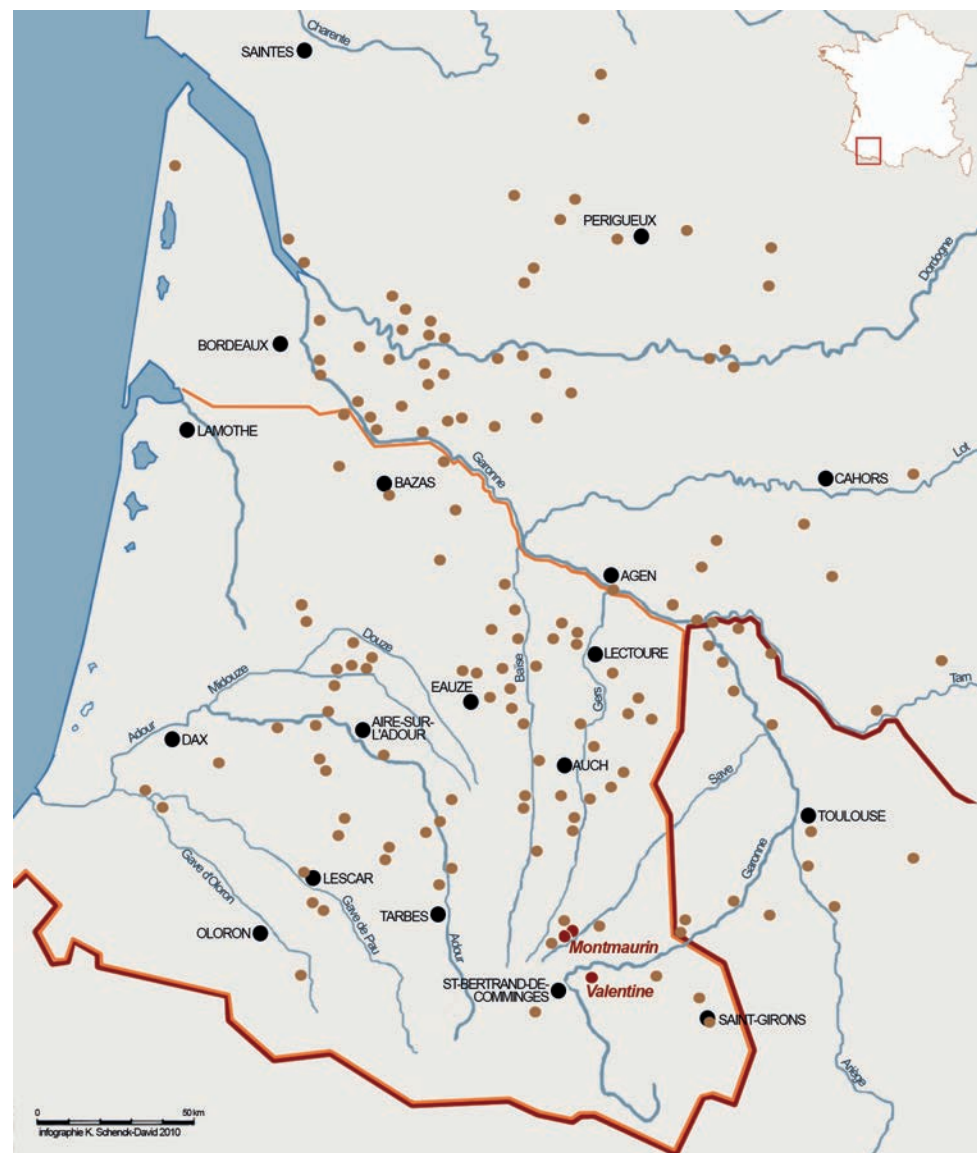 SAINTES
Charente
PERIGUEUX
Dordogne
BORDEAUX
LAMOTHE
Garonne
BAZAS
Lot
CAHORS
AGEN
Douze
Baïse
LECTOURE
Midouze
Gers
EAUZE
Tarn
Adour
AIRE-SUR-
L'ADOUR
DAX
AUCH
Save
TOULOUSE
Gave d'Oloron
LESCAR
Garonne
Gave de Pau
TARBES
OLORON
Adour
Montmaurin
ST-BERTRAND-DE-
COMMINGES
Valentine
SAINT-GIRONS
Ariège
0 50 km
infographie K. Schenck-David 2010